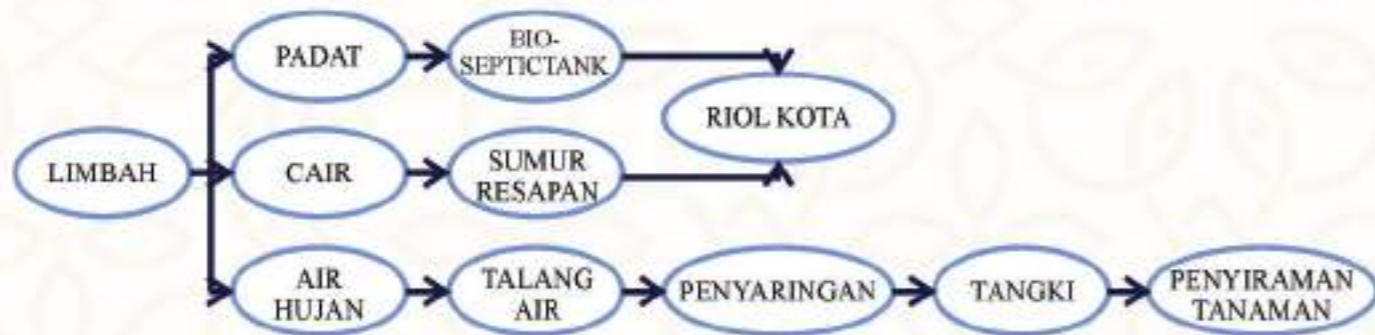 PADAT
BIO-
SEPTICTANK
RIOL KOTA
LIMBAH
CAIR
SUMUR
RESAPAN
AIR
HUJAN
TALANG
AIR
PENYARINGAN
TANGKI
PENYIRAMAN
TANAMAN